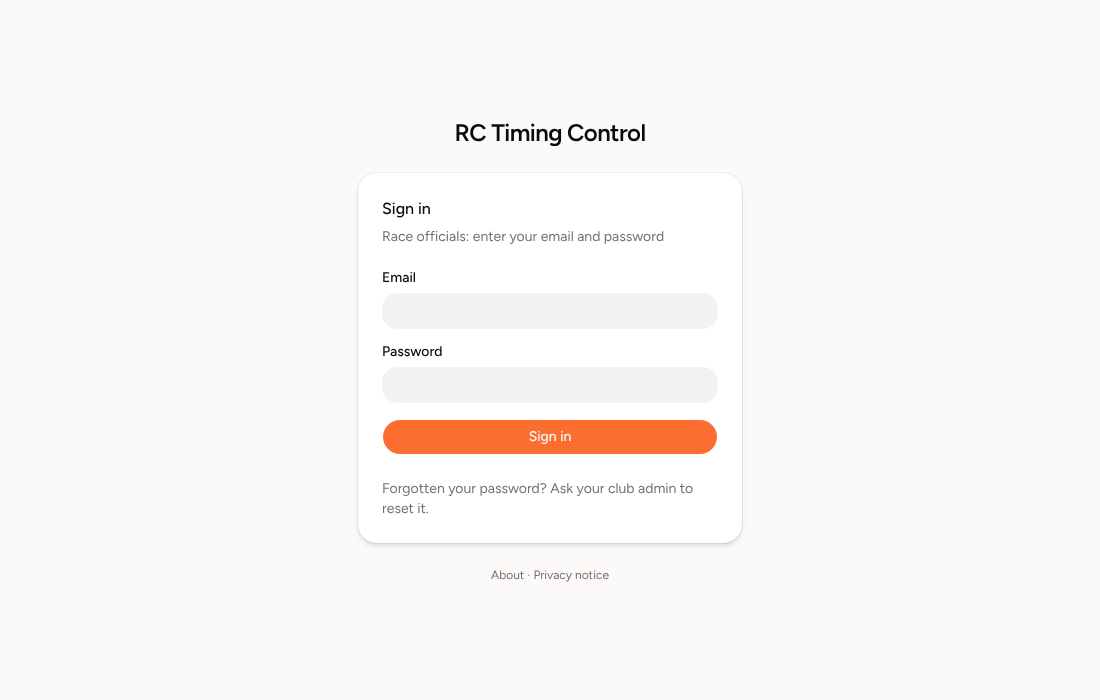 RC Timing Control
Sign in
Race officials: enter your email and password
Email
Password
Sign in
Forgotten your password? Ask your club admin to
reset it.
About · Privacy notice